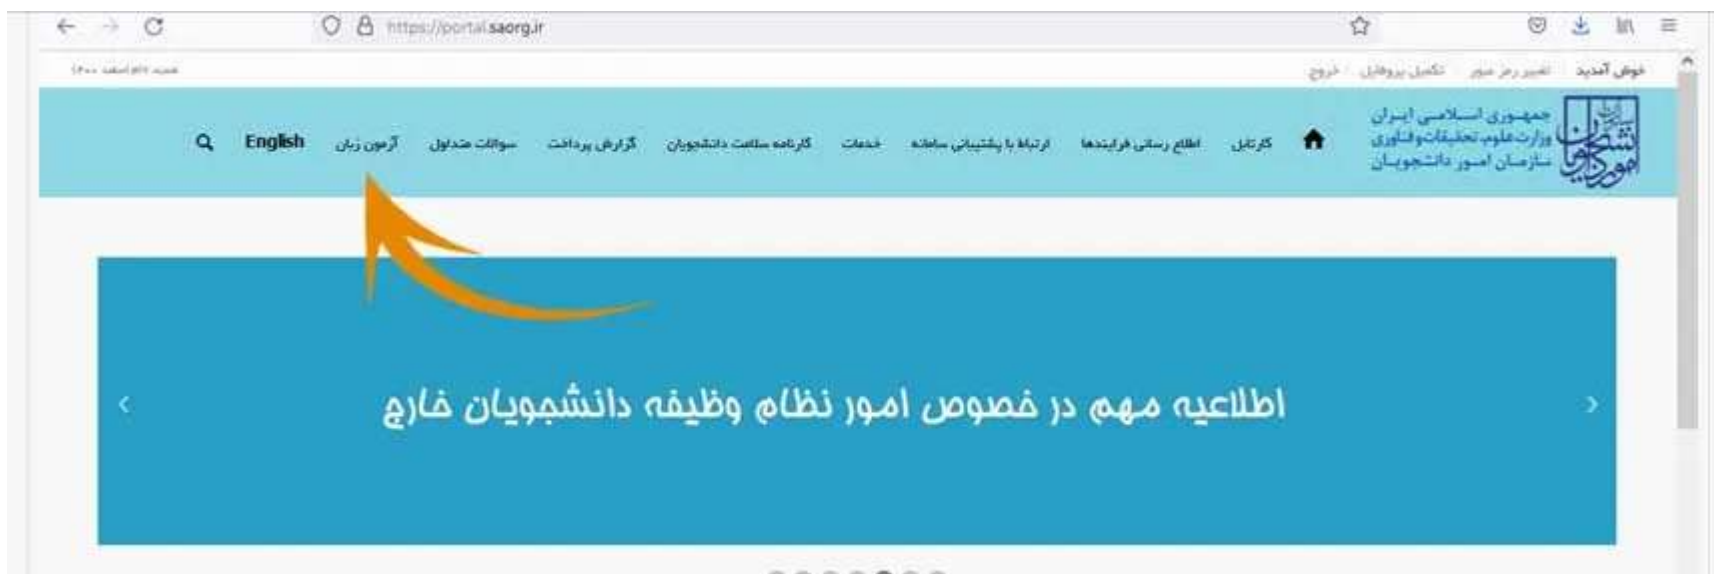 https://portal.saorg.ir
خوش آمدید تغییر رمز عبور تکمیل پروفایل خروج
جمهوری اسلامی ایران
وزارت علوم، تحقیقات و فناوری
سازمان امور دانشجویان
کارتابل اطلاع رسانی فرایندها ارتباط با پشتیبانی سامانه خدمات کارنامه سلامت دانشجویان گزارش پرداخت سوالات متداول آزمون زبان English
اطلاعیه مهم در خصوص امور نظام وظیفه دانشجویان خارج